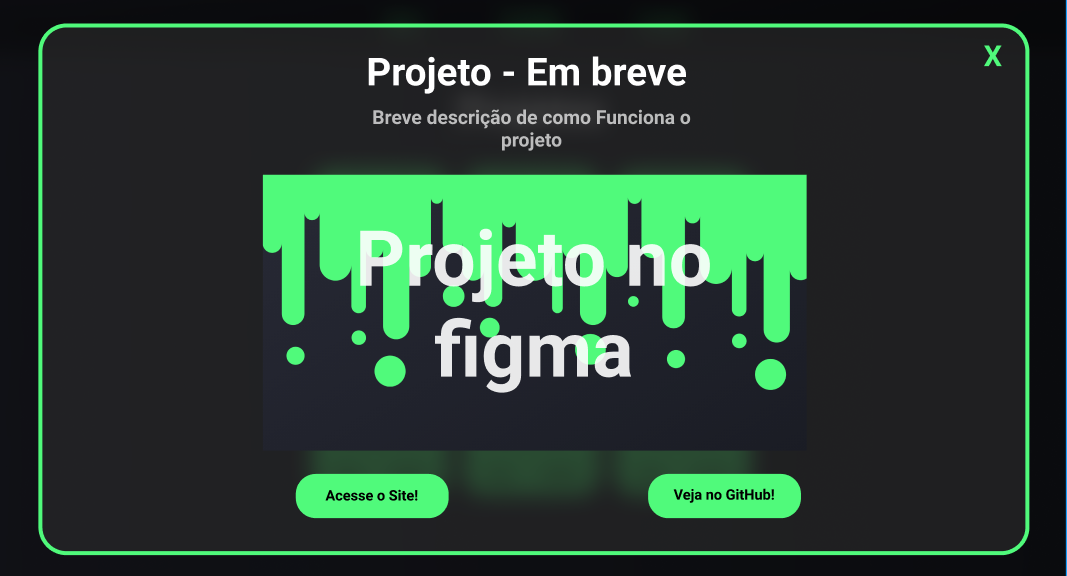 X
Projeto - Em breve
Breve descrição de como Funciona o
projeto
Projeto no
figma
Acesse o Site!
Veja no GitHub!